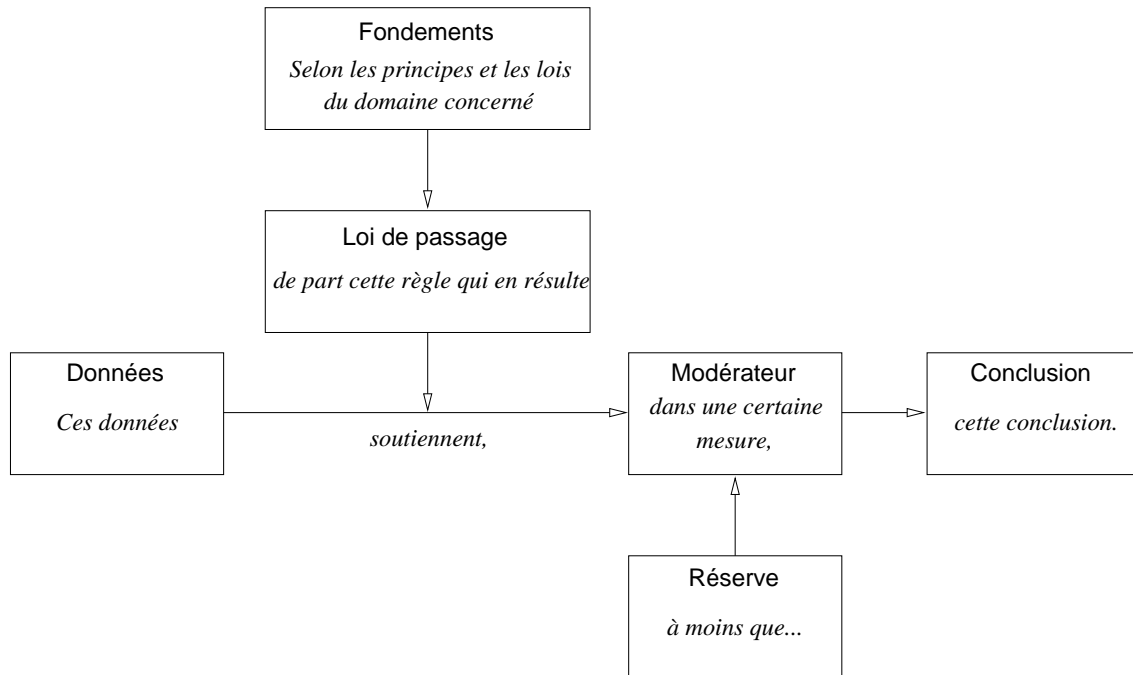 Fondements
Selon les principes et les lois
du domaine concerné
Loi de passage
de part cette règle qui en résulte
Données
Ces données
soutiennent,
Modérateur
dans une certaine
mesure,
Conclusion
cette conclusion.
Réserve
à moins que...